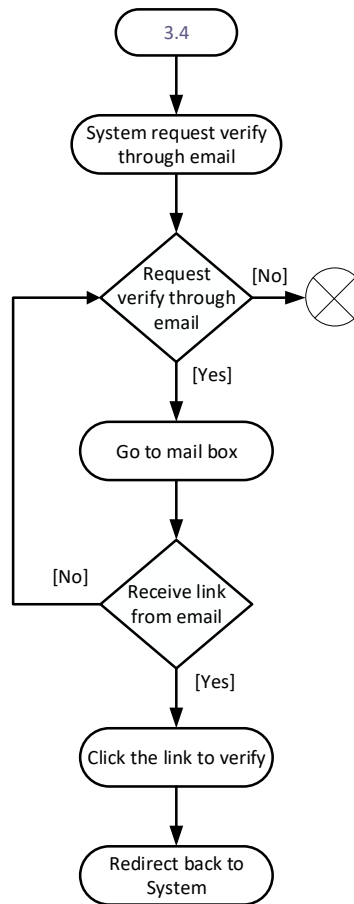 3.4
System request verify
through email
Request
verify through
email
[No]
[Yes]
Go to mail box
[No]
Receive link
from email
[Yes]
Click the link to verify
Redirect back to
System